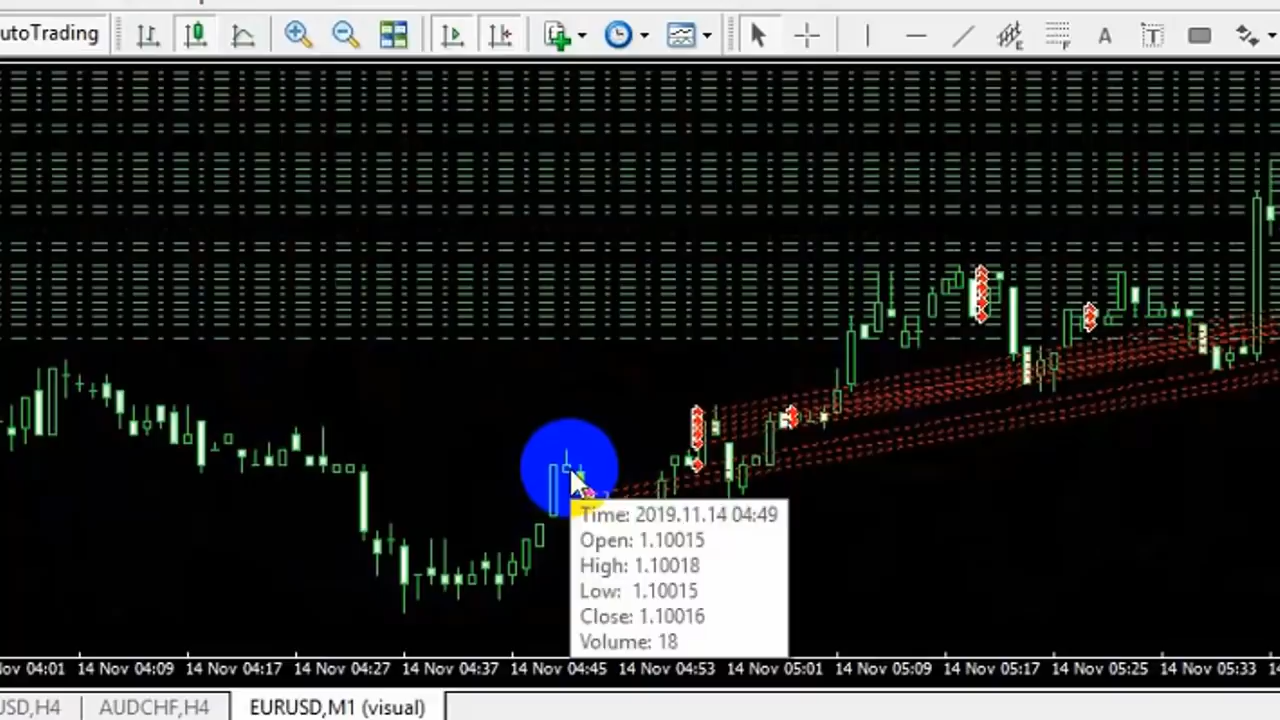 utoTrading
E
F
A
T
Time: 2019.11.14 04:49
Open: 1.10015
High: 1.10018
Low: 1.10015
Close: 1.10016
Volume: 18
Nov 04:01
14 Nov 04:09
14 Nov 04:17
14 Nov 04:27
14 Nov 04:37
14 Nov 04:45
14 Nov 04:53
14 Nov 05:01
14 Nov 05:09
14 Nov 05:17
14 Nov 05:25
14 Nov 05:33
USD,H4
AUDCHF,H4
EURUSD,M1 (visual)